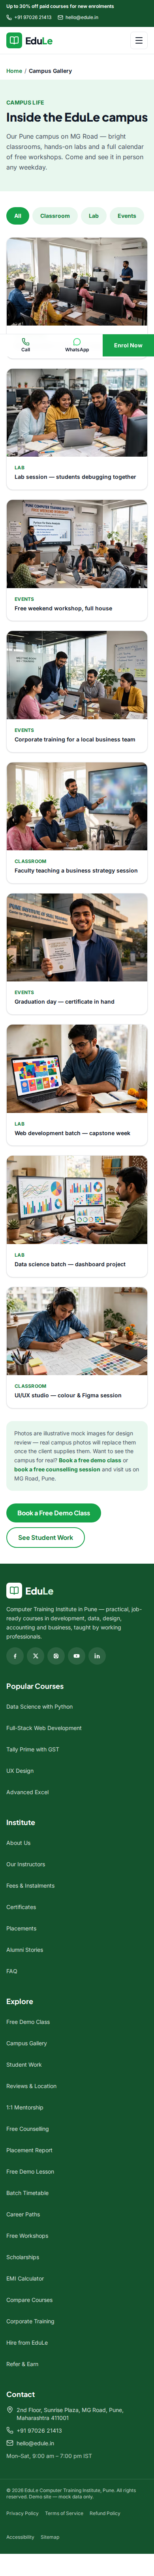 Up to 30% off paid courses for new enrolments
+91 97026 21413 hello@edule.in
EduLe
Home / Campus Gallery
CAMPUS LIFE
Inside the EduLe campus
Our Pune campus on MG Road — bright
classrooms, hands-on labs and a full calendar
of free workshops. Come and see it in person
any weekday.
All Classroom Lab Events
Call WhatsApp Enrol Now
LAB
Lab session — students debugging together
EVENTS
Free weekend workshop, full house
EVENTS
Corporate training for a local business team
CLASSROOM
Faculty teaching a business strategy session
EVENTS
Graduation day — certificate in hand
LAB
Web development batch — capstone week
LAB
Data science batch — dashboard project
CLASSROOM
UI/UX studio — colour & Figma session
Photos are illustrative mock images for design
review — real campus photos will replace them
once the client supplies them. Want to see the
campus for real? Book a free demo class or
book a free counselling session and visit us on
MG Road, Pune.
Book a Free Demo Class
See Student Work
EduLe
Computer Training Institute in Pune — practical, job-
ready courses in development, data, design,
accounting and business, taught by working
professionals.
Popular Courses
Data Science with Python
Full-Stack Web Development
Tally Prime with GST
UX Design
Advanced Excel
Institute
About Us
Our Instructors
Fees & Instalments
Certificates
Placements
Alumni Stories
FAQ
Explore
Free Demo Class
Campus Gallery
Student Work
Reviews & Location
1:1 Mentorship
Free Counselling
Placement Report
Free Demo Lesson
Batch Timetable
Career Paths
Free Workshops
Scholarships
EMI Calculator
Compare Courses
Corporate Training
Hire from EduLe
Refer & Earn
Contact
2nd Floor, Sunrise Plaza, MG Road, Pune,
Maharashtra 411001
+91 97026 21413
hello@edule.in
Mon–Sat, 9:00 am – 7:00 pm IST
© 2026 EduLe Computer Training Institute, Pune. All rights
reserved. Demo site — mock data only.
Privacy Policy Terms of Service Refund Policy
Accessibility Sitemap